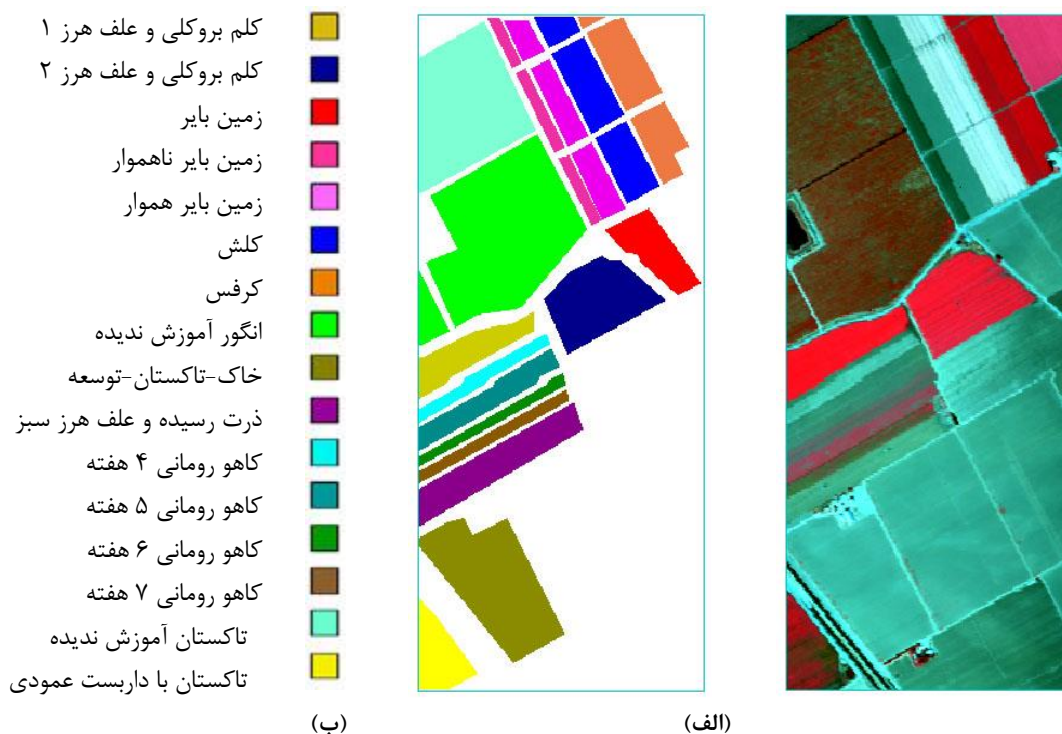 کلم بروکلی و علف هرز ۱
کلم بروکلی و علف هرز ۲
زمین بایر
زمین بایر ناهموار
زمین بایر هموار
کلش
کرفس
انگور آموزش ندیده
خاک-تاکستان-توسعه
ذرت رسیده و علف هرز سبز
کاهو رومانی ۴ هفته
کاهو رومانی ۵ هفته
کاهو رومانی ۶ هفته
کاهو رومانی ۷ هفته
تاکستان آموزش ندیده
تاکستان با داربست عمودی
(الف)
(ب)